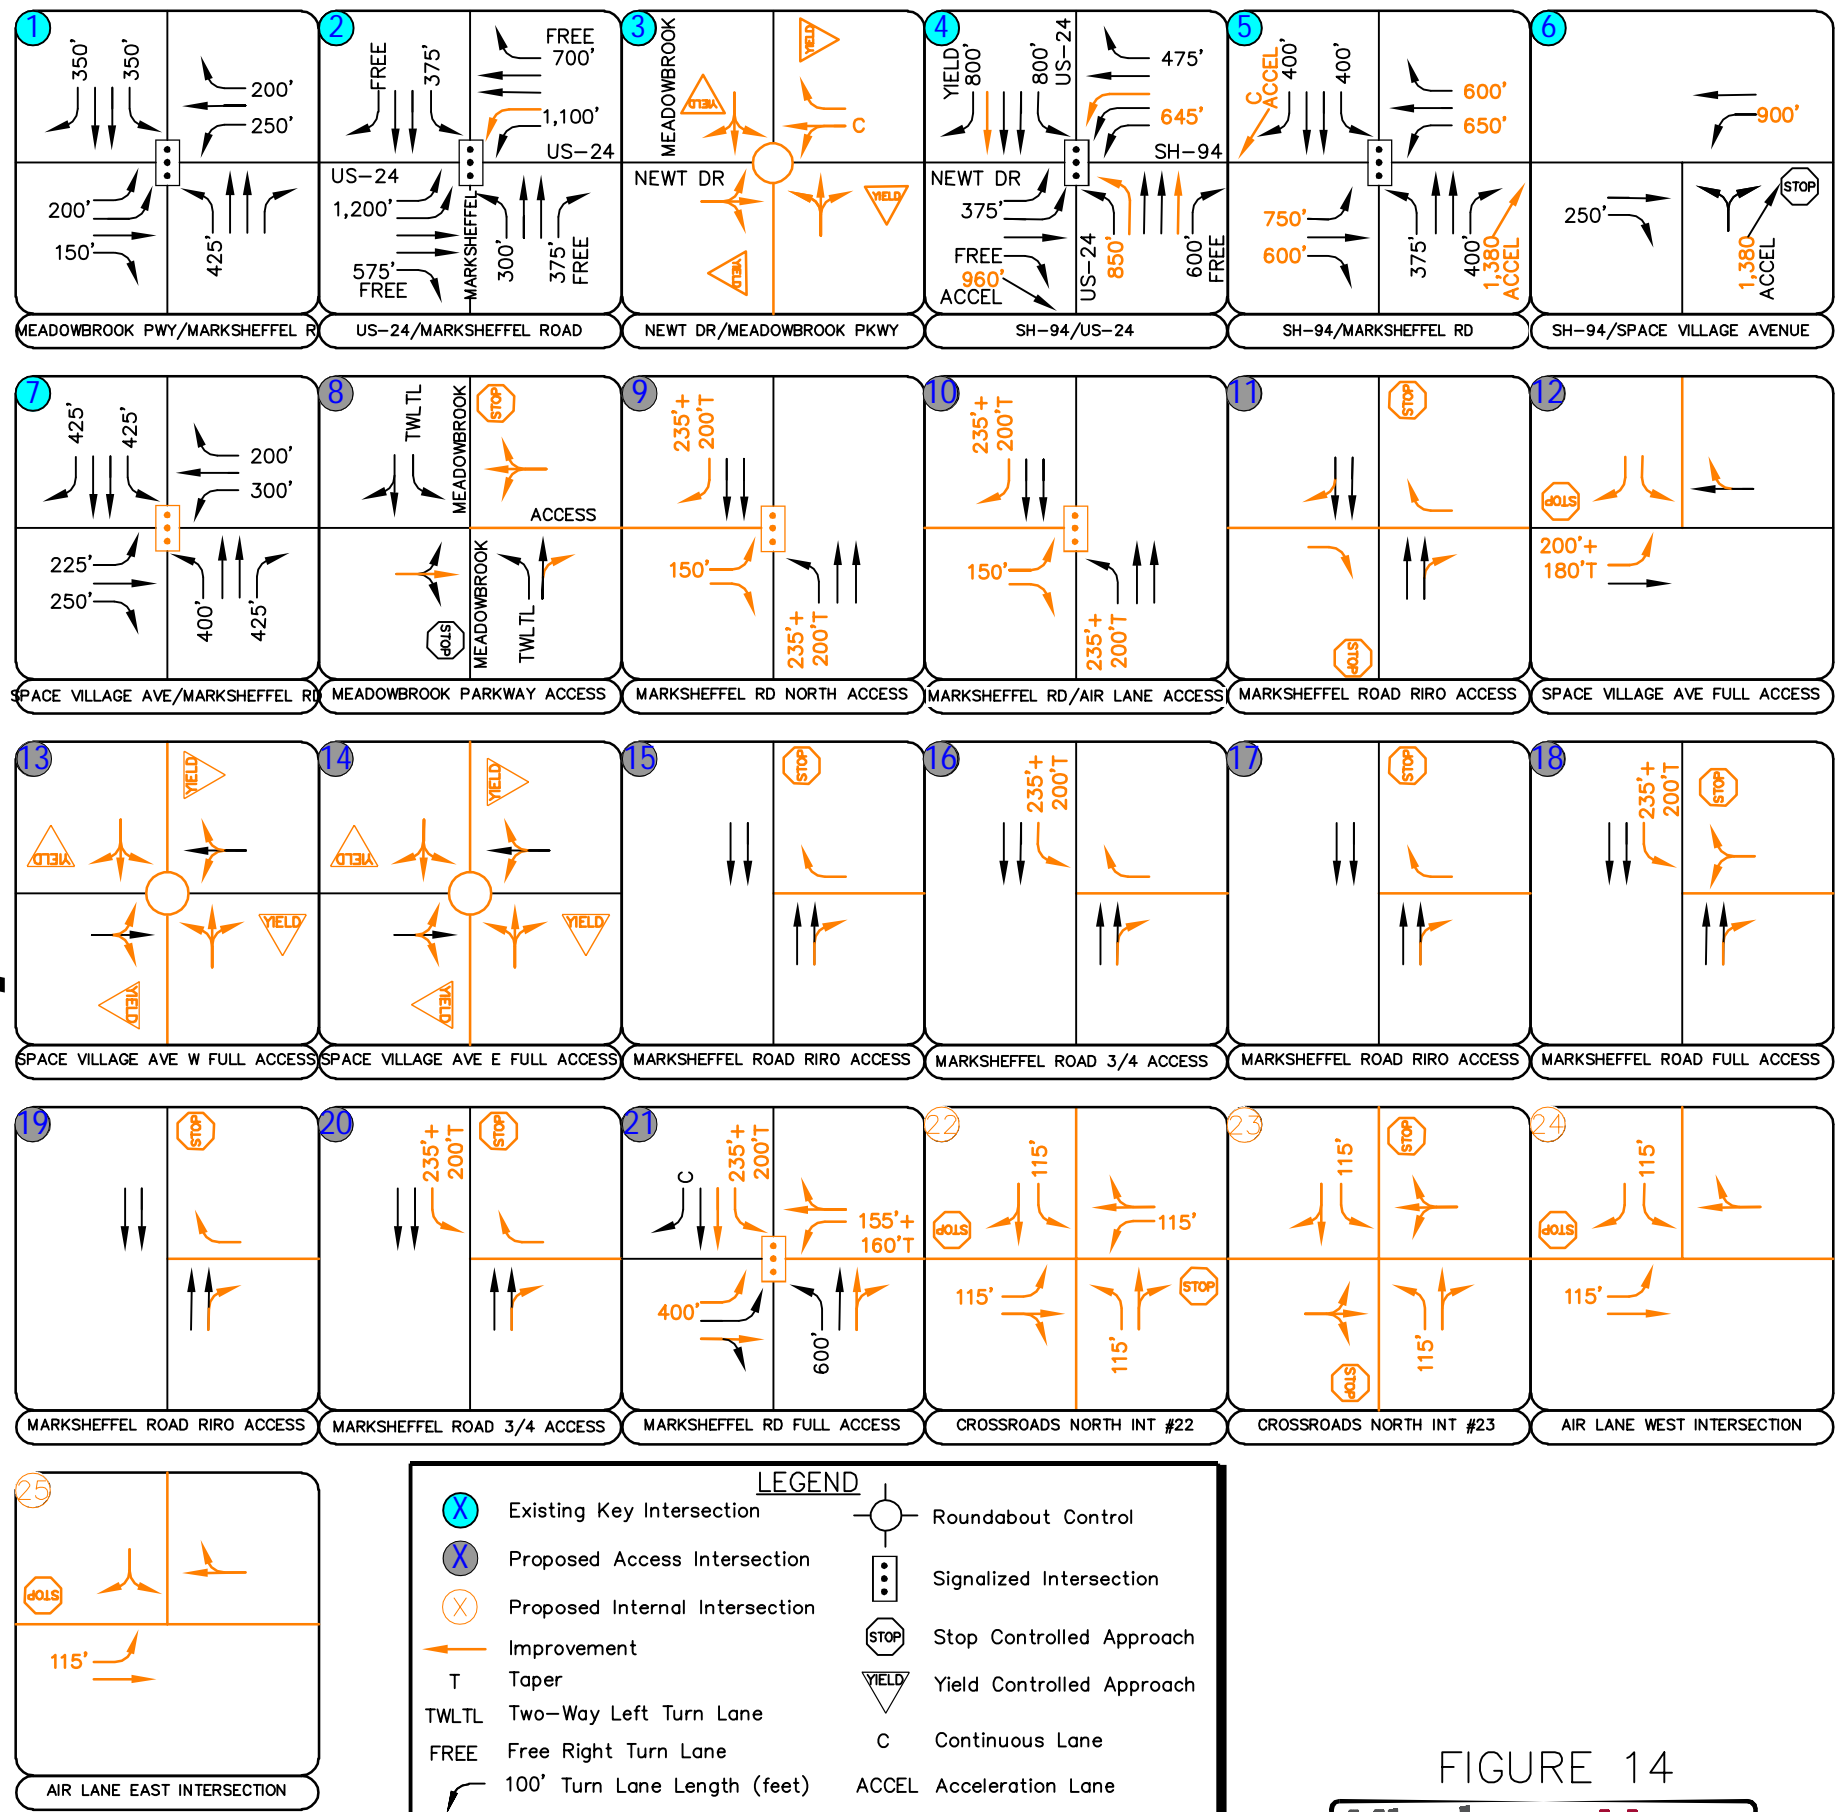 1
350'
350'
200'
250'
200'
150'
425'
MEADOWBROOK PWY/MARKSHEFFEL R
2
FREE
375'
FREE
700'
1,100'
US-24
US-24
1,200'
575'
FREE
MARKSHEFFEL
300'
375'
FREE
US-24/MARKSHEFFEL ROAD
3
MEADOWBROOK
YIELD
YIELD
C
NEWT DR
YIELD
YIELD
NEWT DR/MEADOWBROOK PKWY
4
YIELD
800'
800'
US-24
475'
645'
SH-94
NEWT DR
375'
FREE
960'
ACCEL
US-24
850'
600'
FREE
SH-94/US-24
5
C
ACCEL
400'
400'
600'
650'
750'
600'
375'
400'
1,380
ACCEL
SH-94/MARKSHEFFEL RD
6
900'
250'
STOP
1,380
ACCEL
SH-94/SPACE VILLAGE AVENUE
7
425'
425'
200'
300'
225'
250'
400'
425'
SPACE VILLAGE AVE/MARKSHEFFEL RD
8
TWLTL
MEADOWBROOK
STOP
ACCESS
STOP
MEADOWBROOK
TWLTL
MEADOWBROOK PARKWAY ACCESS
9
235'+
200'T
150'
235'+
200'T
MARKSHEFFEL RD NORTH ACCESS
10
235'+
200'T
150'
235'+
200'T
MARKSHEFFEL RD/AIR LANE ACCESS
11
STOP
STOP
MARKSHEFFEL ROAD RIRO ACCESS
12
STOP
200'+
180'T
SPACE VILLAGE AVE FULL ACCESS
13
YIELD
YIELD
YIELD
YIELD
SPACE VILLAGE AVE W FULL ACCESS
14
YIELD
YIELD
YIELD
YIELD
SPACE VILLAGE AVE E FULL ACCESS
15
STOP
MARKSHEFFEL ROAD RIRO ACCESS
16
235'+
200'T
MARKSHEFFEL ROAD 3/4 ACCESS
17
STOP
MARKSHEFFEL ROAD RIRO ACCESS
18
235'+
200'T
STOP
MARKSHEFFEL ROAD FULL ACCESS
19
STOP
MARKSHEFFEL ROAD RIRO ACCESS
20
235'+
200'T
STOP
MARKSHEFFEL ROAD 3/4 ACCESS
21
C
235'+
200'T
155'+
160'T
400'
600'
MARKSHEFFEL RD FULL ACCESS
22
115'
STOP
115'
115'
STOP
115'
CROSSROADS NORTH INT #22
23
115'
STOP
STOP
115'
CROSSROADS NORTH INT #23
24
115'
STOP
115'
AIR LANE WEST INTERSECTION
25
STOP
115'
AIR LANE EAST INTERSECTION
LEGEND
X Existing Key Intersection
X Proposed Access Intersection
X Proposed Internal Intersection
Improvement
T Taper
TWLTL Two-Way Left Turn Lane
FREE Free Right Turn Lane
100' Turn Lane Length (feet)
Roundabout Control
Signalized Intersection
STOP Stop Controlled Approach
YIELD Yield Controlled Approach
C Continuous Lane
ACCEL Acceleration Lane
FIGURE 14